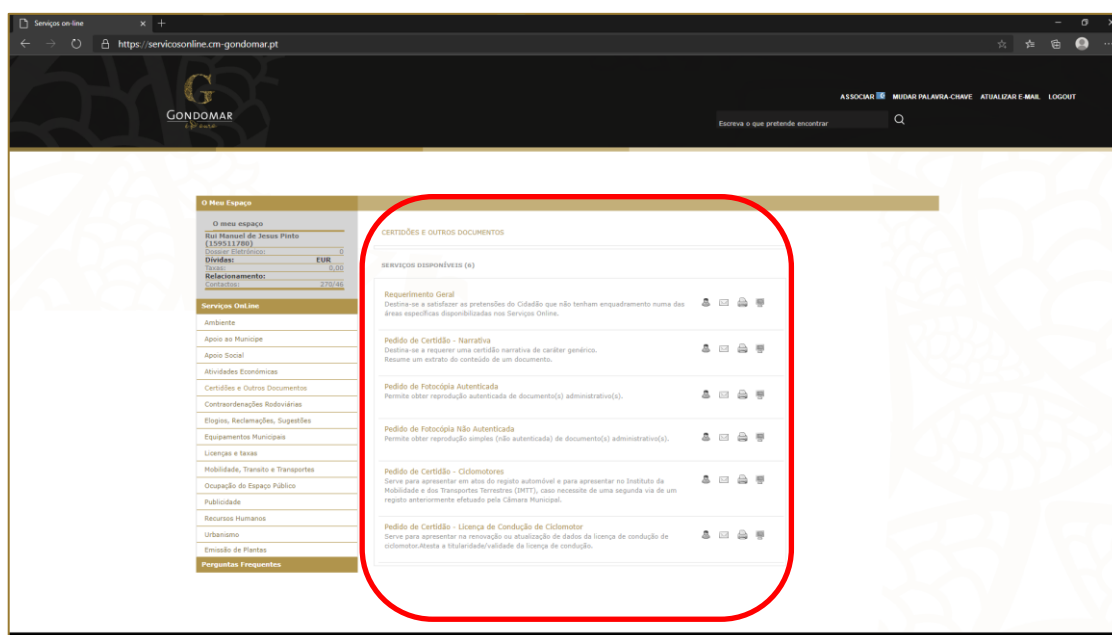 Serviços on-line
https://servicosonline.cm-gondomar.pt
G
GONDOMAR
é d'ouro
ASSOCIAR MUDAR PALAVRA-CHAVE ATUALIZAR E-MAIL LOGOUT
Escreva o que pretende encontrar
O Meu Espaço
O meu espaço
Rui Manuel de Jesus Pinto
(159511780)
Dossier Eletrónico: 0
Dívidas: EUR
Taxas: 0,00
Relacionamento:
Contactos: 270/46
Serviços OnLine
Ambiente
Apoio ao Munícipe
Apoio Social
Atividades Económicas
Certidões e Outros Documentos
Contraordenações Rodoviárias
Elogios, Reclamações, Sugestões
Equipamentos Municipais
Licenças e taxas
Mobilidade, Transito e Transportes
Ocupação do Espaço Público
Publicidade
Recursos Humanos
Urbanismo
Emissão de Plantas
Perguntas Frequentes
CERTIDÕES E OUTROS DOCUMENTOS
SERVIÇOS DISPONÍVEIS (6)
Requerimento Geral
Destina-se a satisfazer as pretensões do Cidadão que não tenham enquadramento numa das
áreas específicas disponibilizadas nos Serviços Online.
Pedido de Certidão - Narrativa
Destina-se a requerer uma certidão narrativa de caráter genérico.
Resume um extrato do conteúdo de um documento.
Pedido de Fotocópia Autenticada
Permite obter reprodução autenticada de documento(s) administrativo(s).
Pedido de Fotocópia Não Autenticada
Permite obter reprodução simples (não autenticada) de documento(s) administrativo(s).
Pedido de Certidão - Ciclomotores
Serve para apresentar em atos do registo automóvel e para apresentar no Instituto da
Mobilidade e dos Transportes Terrestres (IMTT), caso necessite de uma segunda via de um
registo anteriormente efetuado pela Câmara Municipal.
Pedido de Certidão - Licença de Condução de Ciclomotor
Serve para apresentar na renovação ou atualização de dados da licença de condução de
ciclomotor.Atesta a titularidade/validade da licença de condução.